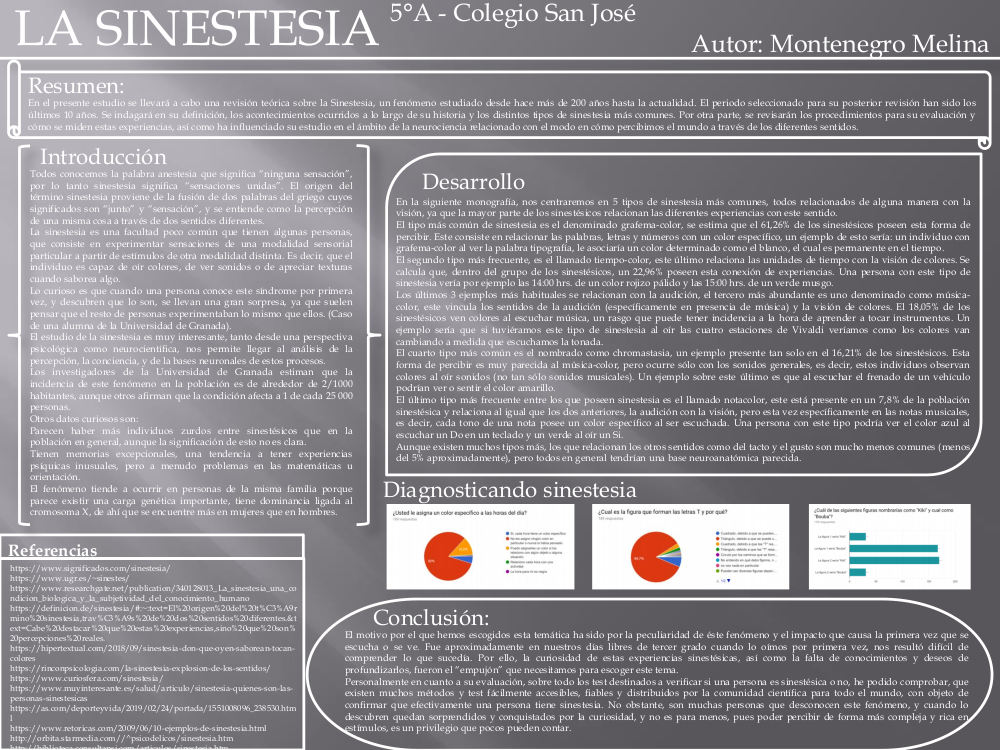 LA SINESTESIA
5°A - Colegio San José
Autor: Montenegro Melina
Resumen:
En el presente estudio se llevará a cabo una revisión teórica sobre la Sinestesia, un fenómeno estudiado desde hace más de 200 años hasta la actualidad. El periodo seleccionado para su posterior revisión han sido los
últimos 10 años. Se indagará en su definición, los acontecimientos ocurridos a lo largo de su historia y los distintos tipos de sinestesia más comunes. Por otra parte, se revisarán los procedimientos para su evaluación y
cómo se miden estas experiencias, así como ha influenciado su estudio en el ámbito de la neurociencia relacionado con el modo en cómo percibimos el mundo a través de los diferentes sentidos.
Introducción
Todos conocemos la palabra anestesia que significa "ninguna sensación",
por lo tanto sinestesia significa "sensaciones unidas". El origen del
término sinestesia proviene de la fusión de dos palabras del griego cuyos
significados son "junto" y "sensación", y se entiende como la percepción
de una misma cosa a través de dos sentidos diferentes.
La sinestesia es una facultad poco común que tienen algunas personas,
que consiste en experimentar sensaciones de una modalidad sensorial
particular a partir de estímulos de otra modalidad distinta. Es decir, que el
individuo es capaz de oír colores, de ver sonidos o de apreciar texturas
cuando saborea algo.
Lo curioso es que cuando una persona conoce este síndrome por primera
vez, y descubren que lo son, se llevan una gran sorpresa, ya que suelen
pensar que el resto de personas experimentaban lo mismo que ellos. (Caso
de una alumna de la Universidad de Granada).
El estudio de la sinestesia es muy interesante, tanto desde una perspectiva
psicológica como neurocientífica, nos permite llegar al análisis de la
percepción, la conciencia, y de la bases neuronales de estos procesos.
Los investigadores de la Universidad de Granada estiman que la
incidencia de este fenómeno en la población es de alrededor de 2/1000
habitantes, aunque otros afirman que la condición afecta a 1 de cada 25 000
personas.
Otros datos curiosos son:
Parecen haber más individuos zurdos entre sinestésicos que en la
población en general, aunque la significación de esto no es clara.
Tienen memorias excepcionales, una tendencia a tener experiencias
psíquicas inusuales, pero a menudo problemas en las matemáticas u
orientación.
El fenómeno tiende a ocurrir en personas de la misma familia porque
parece existir una carga genética importante, tiene dominancia ligada al
cromosoma X, de ahí que se encuentre más en mujeres que en hombres.
Desarrollo
En la siguiente monografía, nos centraremos en 5 tipos de sinestesia más comunes, todos relacionados de alguna manera con la
visión, ya que la mayor parte de los sinestésicos relacionan las diferentes experiencias con este sentido.
El tipo más común de sinestesia es el denominado grafema-color, se estima que el 61,26% de los sinestésicos poseen esta forma de
percibir. Este consiste en relacionar las palabras, letras y números con un color específico, un ejemplo de esto sería: un individuo con
grafema-color al ver la palabra tipografía, le asociaría un color determinado como el blanco, el cual es permanente en el tiempo.
El segundo tipo más frecuente, es el llamado tiempo-color, este último relaciona las unidades de tiempo con la visión de colores. Se
calcula que, dentro del grupo de los sinestésicos, un 22,96% poseen esta conexión de experiencias. Una persona con este tipo de
sinestesia vería por ejemplo las 14:00 hrs. de un color rojizo pálido y las 15:00 hrs. de un verde musgo.
Los últimos 3 ejemplos más habituales se relacionan con la audición, el tercero más abundante es uno denominado como música-
color, este vincula los sentidos de la audición (específicamente en presencia de música) y la visión de colores. El 18,05% de los
sinestésicos ven colores al escuchar música, un rasgo que puede tener incidencia a la hora de aprender a tocar instrumentos. Un
ejemplo sería que si tuviéramos este tipo de sinestesia al oír las cuatro estaciones de Vivaldi veríamos como los colores van
cambiando a medida que escuchamos la tonada.
El cuarto tipo más común es el nombrado como chromastasia, un ejemplo presente tan solo en el 16,21% de los sinestésicos. Esta
forma de percibir es muy parecida al música-color, pero ocurre sólo con los sonidos generales, es decir, estos individuos observan
colores al oír sonidos (no tan sólo sonidos musicales). Un ejemplo sobre este último es que al escuchar el frenado de un vehículo
podrían ver o sentir el color amarillo.
El último tipo más frecuente entre los que poseen sinestesia es el llamado notacolor, este está presente en un 7,8% de la población
sinestésica y relaciona al igual que los dos anteriores, la audición con la visión, pero esta vez específicamente en las notas musicales,
es decir, cada tono de una nota posee un color específico al ser escuchada. Una persona con este tipo podría ver el color azul al
escuchar un Do en un teclado y un verde al oír un Si.
Aunque existen muchos tipos más, los que relacionan los otros sentidos como del tacto y el gusto son mucho menos comunes (menos
del 5% aproximadamente), pero todos en general tendrían una base neuroanatómica parecida.
Diagnosticando sinestesia
¿Usted le asigna un color específico a las horas del día?
¿Cual es la figura que forman las letras T y por qué?
¿Cuál de las siguientes figuras nombrarías como "Kiki" y cual como
"Bouba"?
Referencias
https://www.significados.com/sinestesia/
https://www.ugr.es/~sinestes/
https://www.researchgate.net/publication/340128013_La_sinestesia_una_co
ndicion_biologica_y_la_subjetividad_del_conocimiento_humano
https://definicion.de/sinestesia/#:~:text=El%20origen%20del%20t%C3%A9r
mino%20sinestesia,trav%C3%A9s%20de%20dos%20sentidos%20diferentes.&t
ext=Cabe%20destacar%20que%20estas%20experiencias,sino%20que%20son%
20percepciones%20reales.
https://hipertextual.com/2018/09/sinestesia-don-que-oyen-saborean-tocan-
colores
https://rinconpsicologia.com/la-sinestesia-explosion-de-los-sentidos/
https://www.curiosfera.com/sinestesia/
https://www.muyinteresante.es/salud/articulo/sinestesia-quienes-son-las-
personas-sinestesicas
https://as.com/deporteyvida/2019/02/24/portada/1551008096_238530.htm
l
https://www.retoricas.com/2009/06/10-ejemplos-de-sinestesia.html
http://orbita.starmedia.com//^psicodelicos/sinestesia.htm
http://biblioteca.consultapsi.com/articulos/sinestesia.htm
Conclusión:
El motivo por el que hemos escogidos esta temática ha sido por la peculiaridad de éste fenómeno y el impacto que causa la primera vez que se
escucha o se ve. Fue aproximadamente en nuestros días libres de tercer grado cuando lo oímos por primera vez, nos resultó difícil de
comprender lo que sucedía. Por ello, la curiosidad de estas experiencias sinestésicas, así como la falta de conocimientos y deseos de
profundizarlos, fueron el "empujón" que necesitamos para escoger este tema.
Personalmente en cuanto a su evaluación, sobre todo los test destinados a verificar si una persona es sinestésica o no, he podido comprobar, que
existen muchos métodos y test fácilmente accesibles, fiables y distribuidos por la comunidad científica para todo el mundo, con objeto de
confirmar que efectivamente una persona tiene sinestesia. No obstante, son muchas personas que desconocen este fenómeno, y cuando lo
descubren quedan sorprendidos y conquistados por la curiosidad, y no es para menos, pues poder percibir de forma más compleja y rica en
estímulos, es un privilegio que pocos pueden contar.